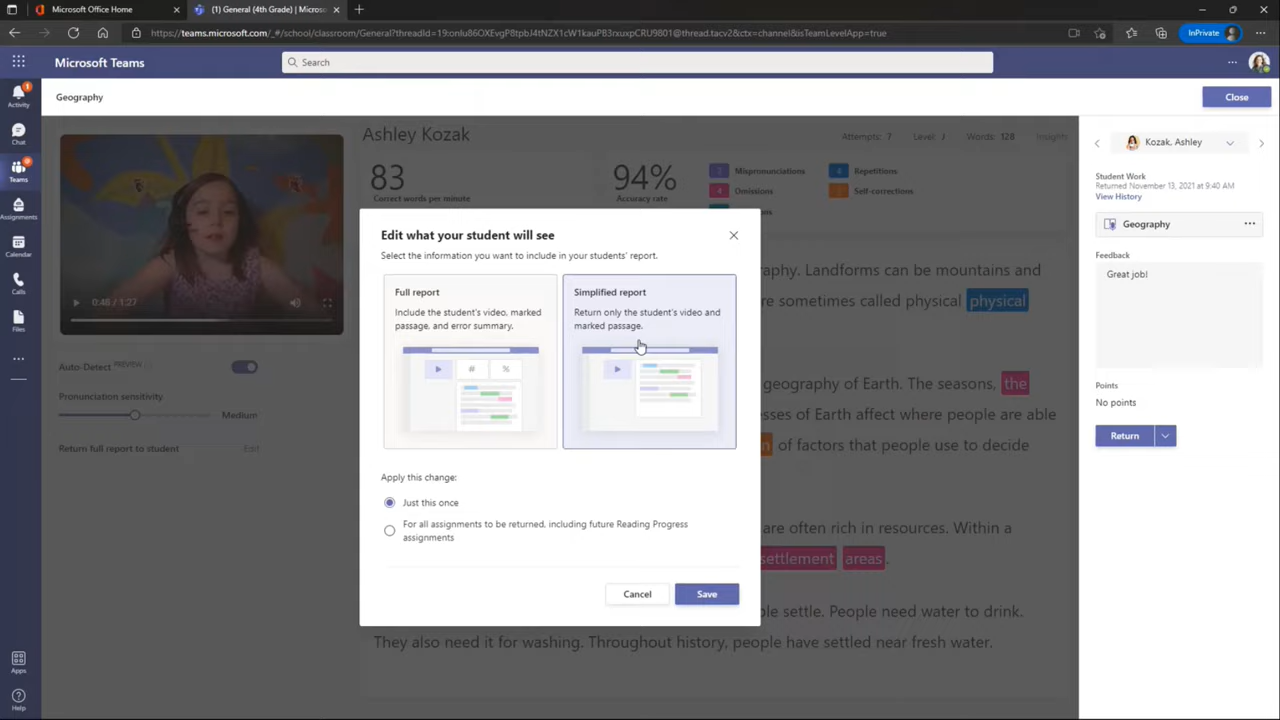 Microsoft Office Home
(1) General (4th Grade) | Micros
https://teams.microsoft.com/_#/school/classroom/General?threadId=19:onlu86OXEvgP8tpbJ4tNZX1cW1kauPB3rxuxpCRU9801@thread.tacv2&ctx=channel&isTeamLevelApp=true
InPrivate
Microsoft Teams
Search
Geography
Close
Activity
Chat
Teams
Assignments
Calendar
Calls
Files
Apps
Help
0:46 / 1:27
Auto-Detect PREVIEW
Pronunciation sensitivity
Medium
Return full report to student
Edit
Ashley Kozak
Attempts: 7
Level:
Words: 128
Insights
83
Correct words per minute
94%
Accuracy rate
Mispronunciations
4 Omissions
Repetitions
Self-corrections
Edit what your student will see
Select the information you want to include in your students' report.
Full report
Include the student's video, marked
passage, and error summary.
# %
Simplified report
Return only the student's video and
marked passage.
Apply this change:
Just this once
For all assignments to be returned, including future Reading Progress
assignments
Cancel
Save
graphy. Landforms can be mountains and
re sometimes called physical physical
geography of Earth. The seasons, the
esses of Earth affect where people are able
of factors that people use to decide
are often rich in resources. Within a
settlement areas.
ple settle. People need water to drink.
They also need it for washing. Throughout history, people have settled near fresh water.
Kozak, Ashley
Student Work
Returned November 13, 2021 at 9:40 AM
View History
Geography
Feedback
Great job!
Points
No points
Return